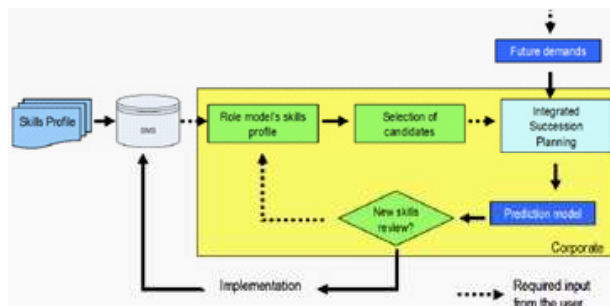 Future demands
Skills Profile
SMS
Role model's skills
profile
Selection of
candidates
Integrated
Succession
Planning
New skills
review?
Prediction model
Corporate
Implementation
Required input
from the user